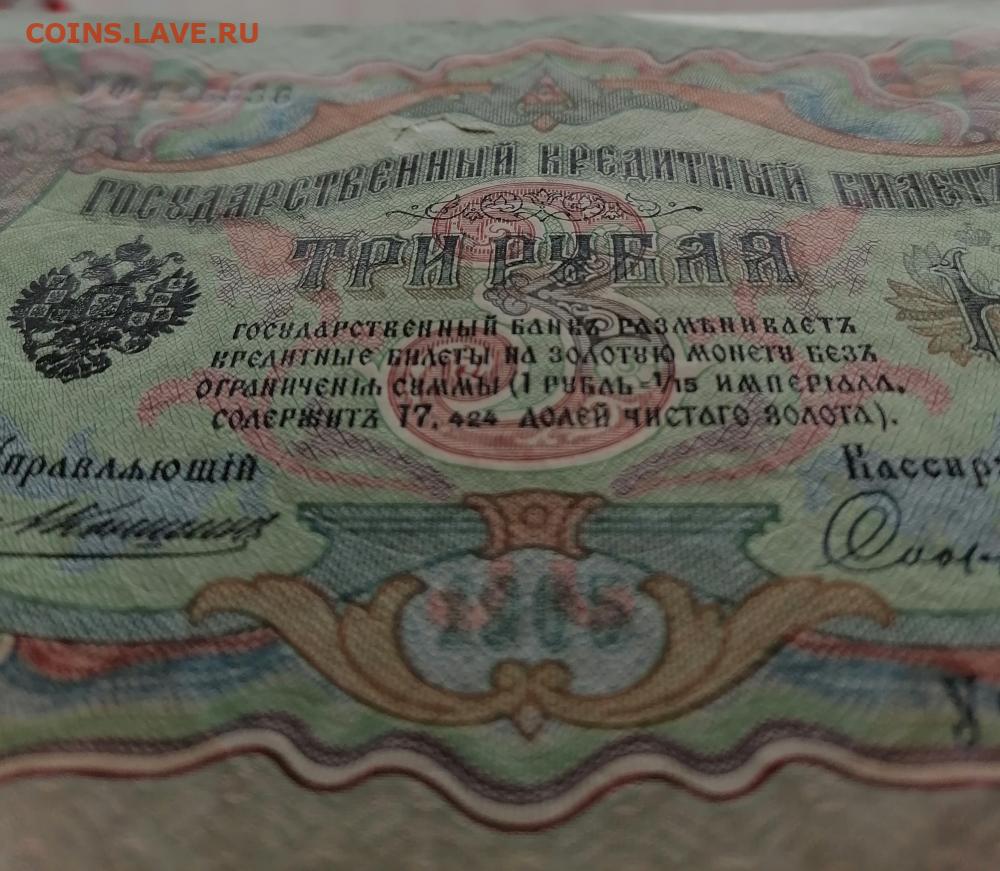 COINS.LAVE.RU
ГОСУДАРСТВЕННЫЙ КРЕДИТНЫЙ БИЛЕТЪ
3
ТРИ РУБЛЯ
ГОСУДАРСТВЕННЫЙ БАНКЪ РАЗМѢНИВАЕТЪ
КРЕДИТНЫЕ БИЛЕТЫ НА ЗОЛОТУЮ МОНЕТУ БЕЗЪ
ОГРАНИЧЕНІЯ СУММЫ (1 РУБЛЬ = 1/15 ИМПЕРІАЛА,
СОДЕРЖИТЪ 17,424 ДОЛЕЙ ЧИСТАГО ЗОЛОТА).
Управляющій Кассиръ
1905